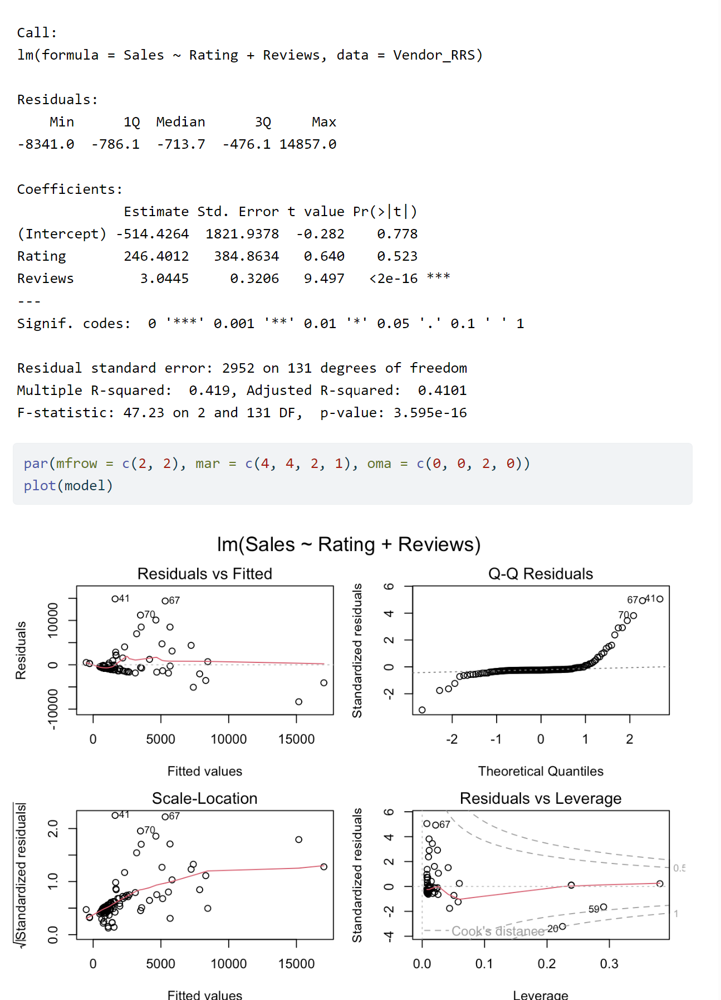 Call:
lm(formula = Sales ~ Rating + Reviews, data = Vendor_RRS)
Residuals:
    Min      1Q  Median      3Q     Max
-8341.0  -786.1  -713.7  -476.1 14857.0
Coefficients:
             Estimate Std. Error t value Pr(>|t|)
(Intercept) -514.4264  1821.9378  -0.282    0.778
Rating       246.4012   384.8634   0.640    0.523
Reviews        3.0445     0.3206   9.497   <2e-16 ***
---
Signif. codes:  0 '***' 0.001 '**' 0.01 '*' 0.05 '.' 0.1 ' ' 1
Residual standard error: 2952 on 131 degrees of freedom
Multiple R-squared:  0.419, Adjusted R-squared:  0.4101
F-statistic: 47.23 on 2 and 131 DF,  p-value: 3.595e-16
par(mfrow = c(2, 2), mar = c(4, 4, 2, 1), oma = c(0, 0, 2, 0))
plot(model)
lm(Sales ~ Rating + Reviews)
Residuals vs Fitted
Residuals
10000
0
-10000
41
67
70
0 5000 10000 15000
Fitted values
Q-Q Residuals
Standardized residuals
6
4
2
0
-2
67
41
70
-2 -1 0 1 2
Theoretical Quantiles
Scale-Location
√|Standardized residuals|
2.0
1.0
0.0
41
67
70
0 5000 10000 15000
Fitted values
Residuals vs Leverage
Standardized residuals
6
4
2
0
-2
-4
67
59
20
Cook's distance
0.5
1
0.0 0.1 0.2 0.3
Leverage